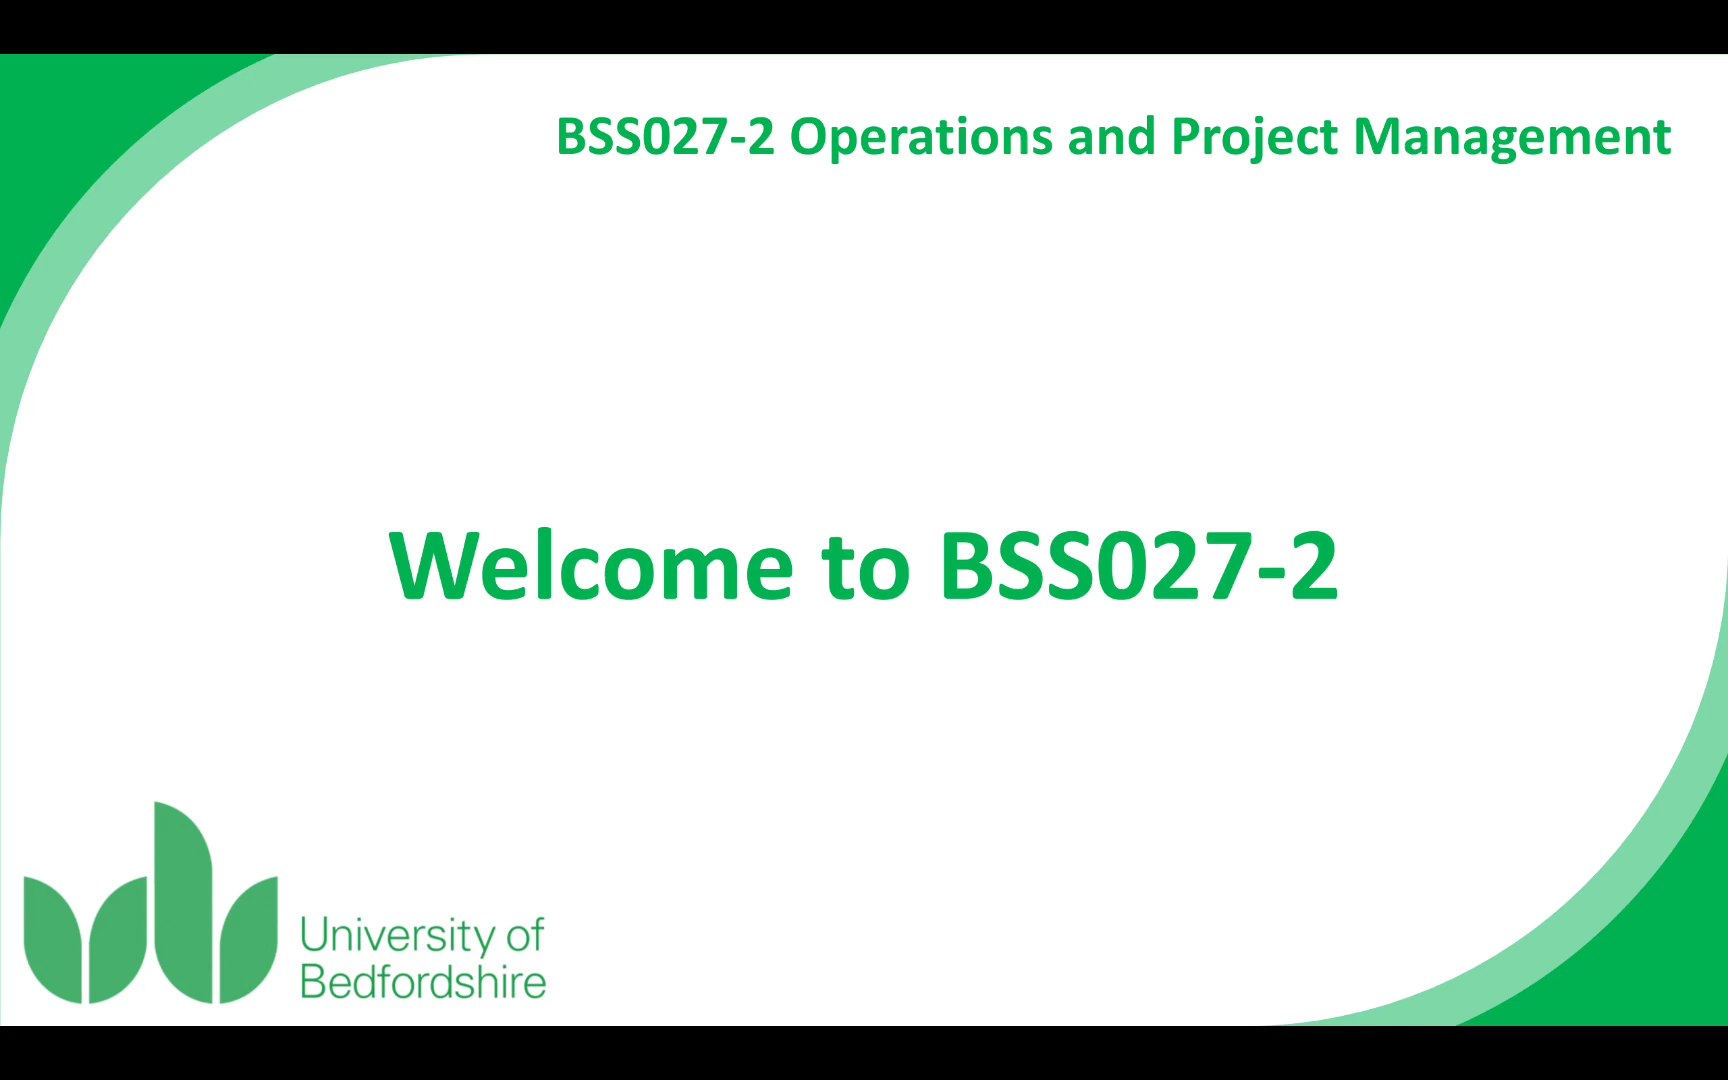 BSS027-2 Operations and Project Management
Welcome to BSS027-2
University of
Bedfordshire